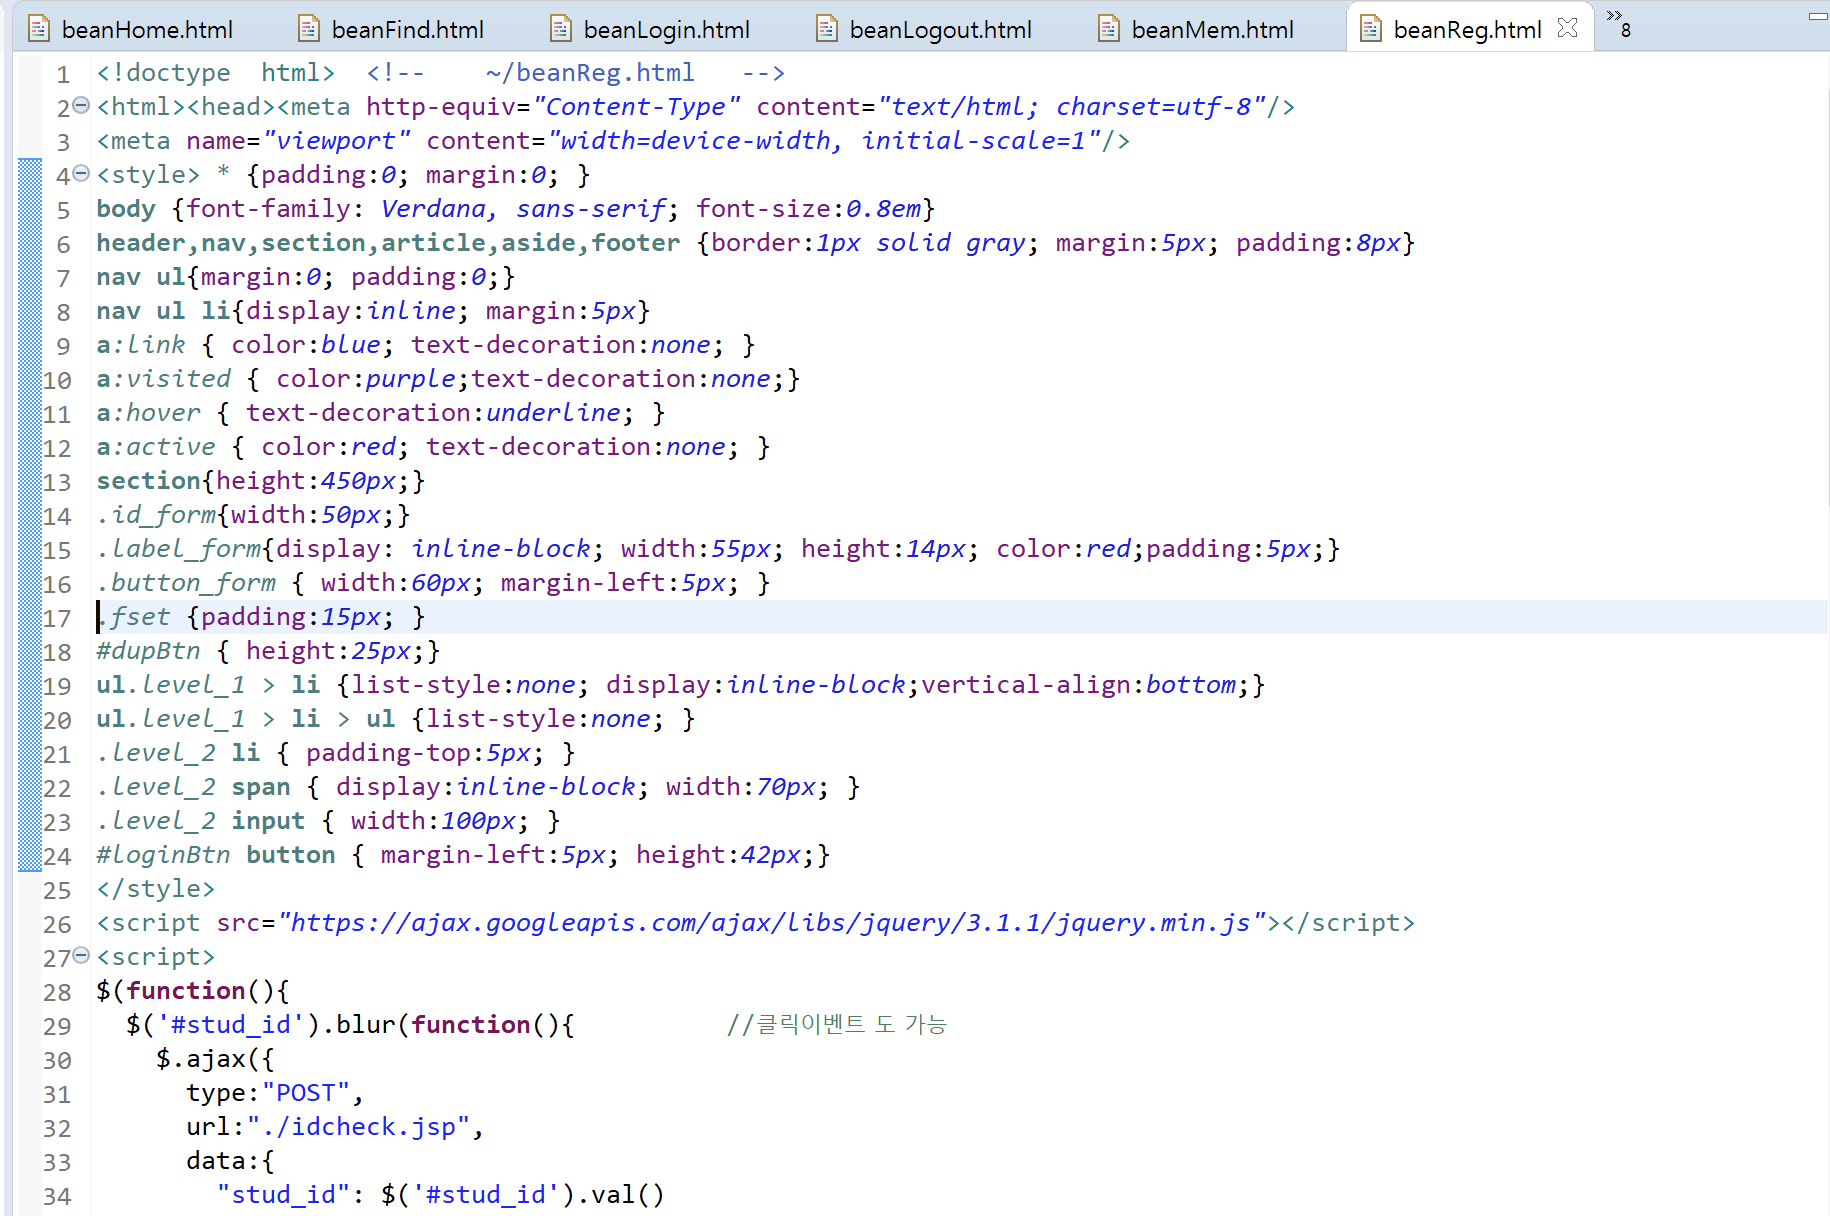 beanHome.html beanFind.html beanLogin.html beanLogout.html beanMem.html beanReg.html »8
1 <!doctype  html>  <!--    ~/beanReg.html   -->
2 <html><head><meta http-equiv="Content-Type" content="text/html; charset=utf-8"/>
3 <meta name="viewport" content="width=device-width, initial-scale=1"/>
4 <style> * {padding:0; margin:0; }
5 body {font-family: Verdana, sans-serif; font-size:0.8em}
6 header,nav,section,article,aside,footer {border:1px solid gray; margin:5px; padding:8px}
7 nav ul{margin:0; padding:0;}
8 nav ul li{display:inline; margin:5px}
9 a:link { color:blue; text-decoration:none; }
10 a:visited { color:purple;text-decoration:none;}
11 a:hover { text-decoration:underline; }
12 a:active { color:red; text-decoration:none; }
13 section{height:450px;}
14 .id_form{width:50px;}
15 .label_form{display: inline-block; width:55px; height:14px; color:red;padding:5px;}
16 .button_form { width:60px; margin-left:5px; }
17 .fset {padding:15px; }
18 #dupBtn { height:25px;}
19 ul.level_1 > li {list-style:none; display:inline-block;vertical-align:bottom;}
20 ul.level_1 > li > ul {list-style:none; }
21 .level_2 li { padding-top:5px; }
22 .level_2 span { display:inline-block; width:70px; }
23 .level_2 input { width:100px; }
24 #loginBtn button { margin-left:5px; height:42px;}
25 </style>
26 <script src="https://ajax.googleapis.com/ajax/libs/jquery/3.1.1/jquery.min.js"></script>
27 <script>
28 $(function(){
29   $('#stud_id').blur(function(){          //클릭이벤트 도 가능
30     $.ajax({
31       type:"POST",
32       url:"./idcheck.jsp",
33       data:{
34         "stud_id": $('#stud_id').val()